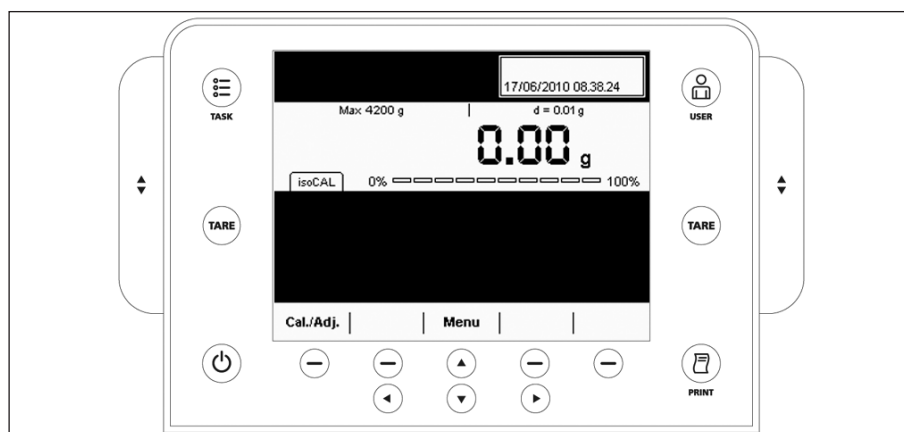 17/06/2010 08.38.24
TASK
USER
Max 4200 g
d = 0.01 g
0.00 g
isoCAL 0% 100%
TARE
TARE
Cal./Adj. Menu
PRINT